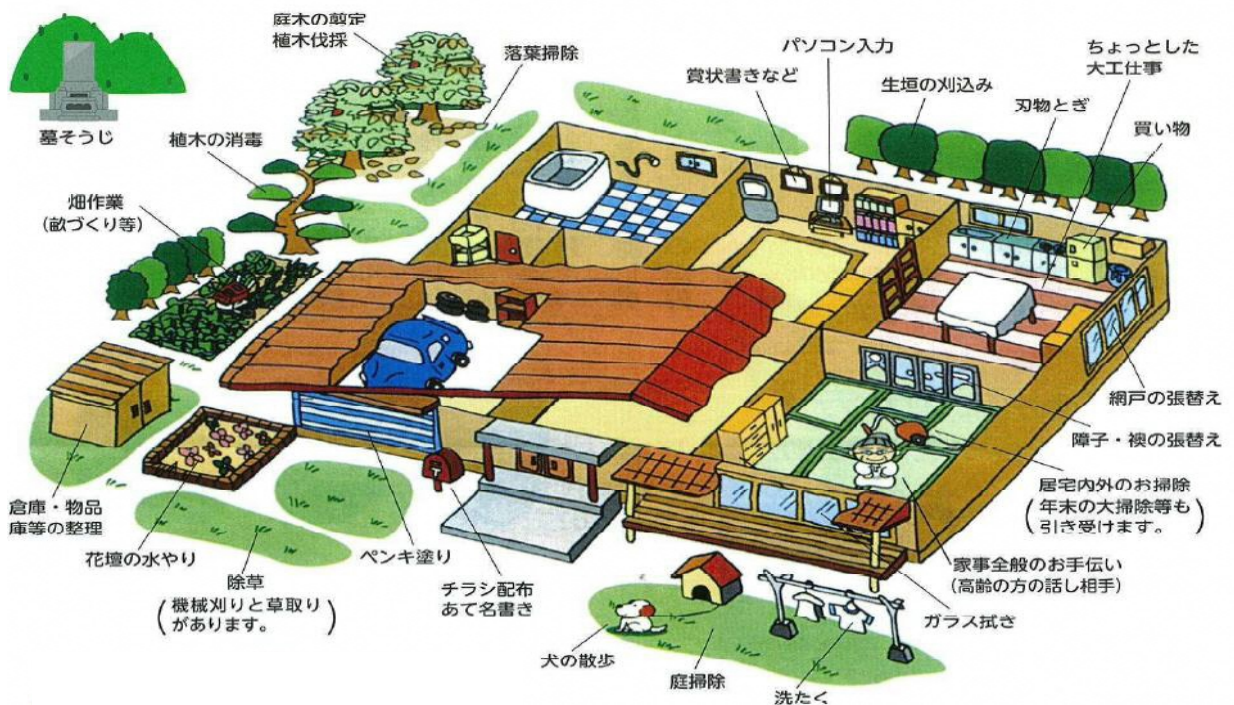 庭木の剪定
植木伐採
落葉掃除
パソコン入力
賞状書きなど
ちょっとした
大工仕事
生垣の刈込み
刃物とぎ
買い物
墓そうじ
植木の消毒
畑作業
(畝づくり等)
網戸の張替え
障子・襖の張替え
居宅内外のお掃除
(年末の大掃除等も
引き受けます。)
倉庫・物品
庫等の整理
花壇の水やり
除草
(機械刈りと草取り
があります。)
ペンキ塗り
チラシ配布
あて名書き
家事全般のお手伝い
(高齢の方の話し相手)
ガラス拭き
犬の散歩
庭掃除
洗たく